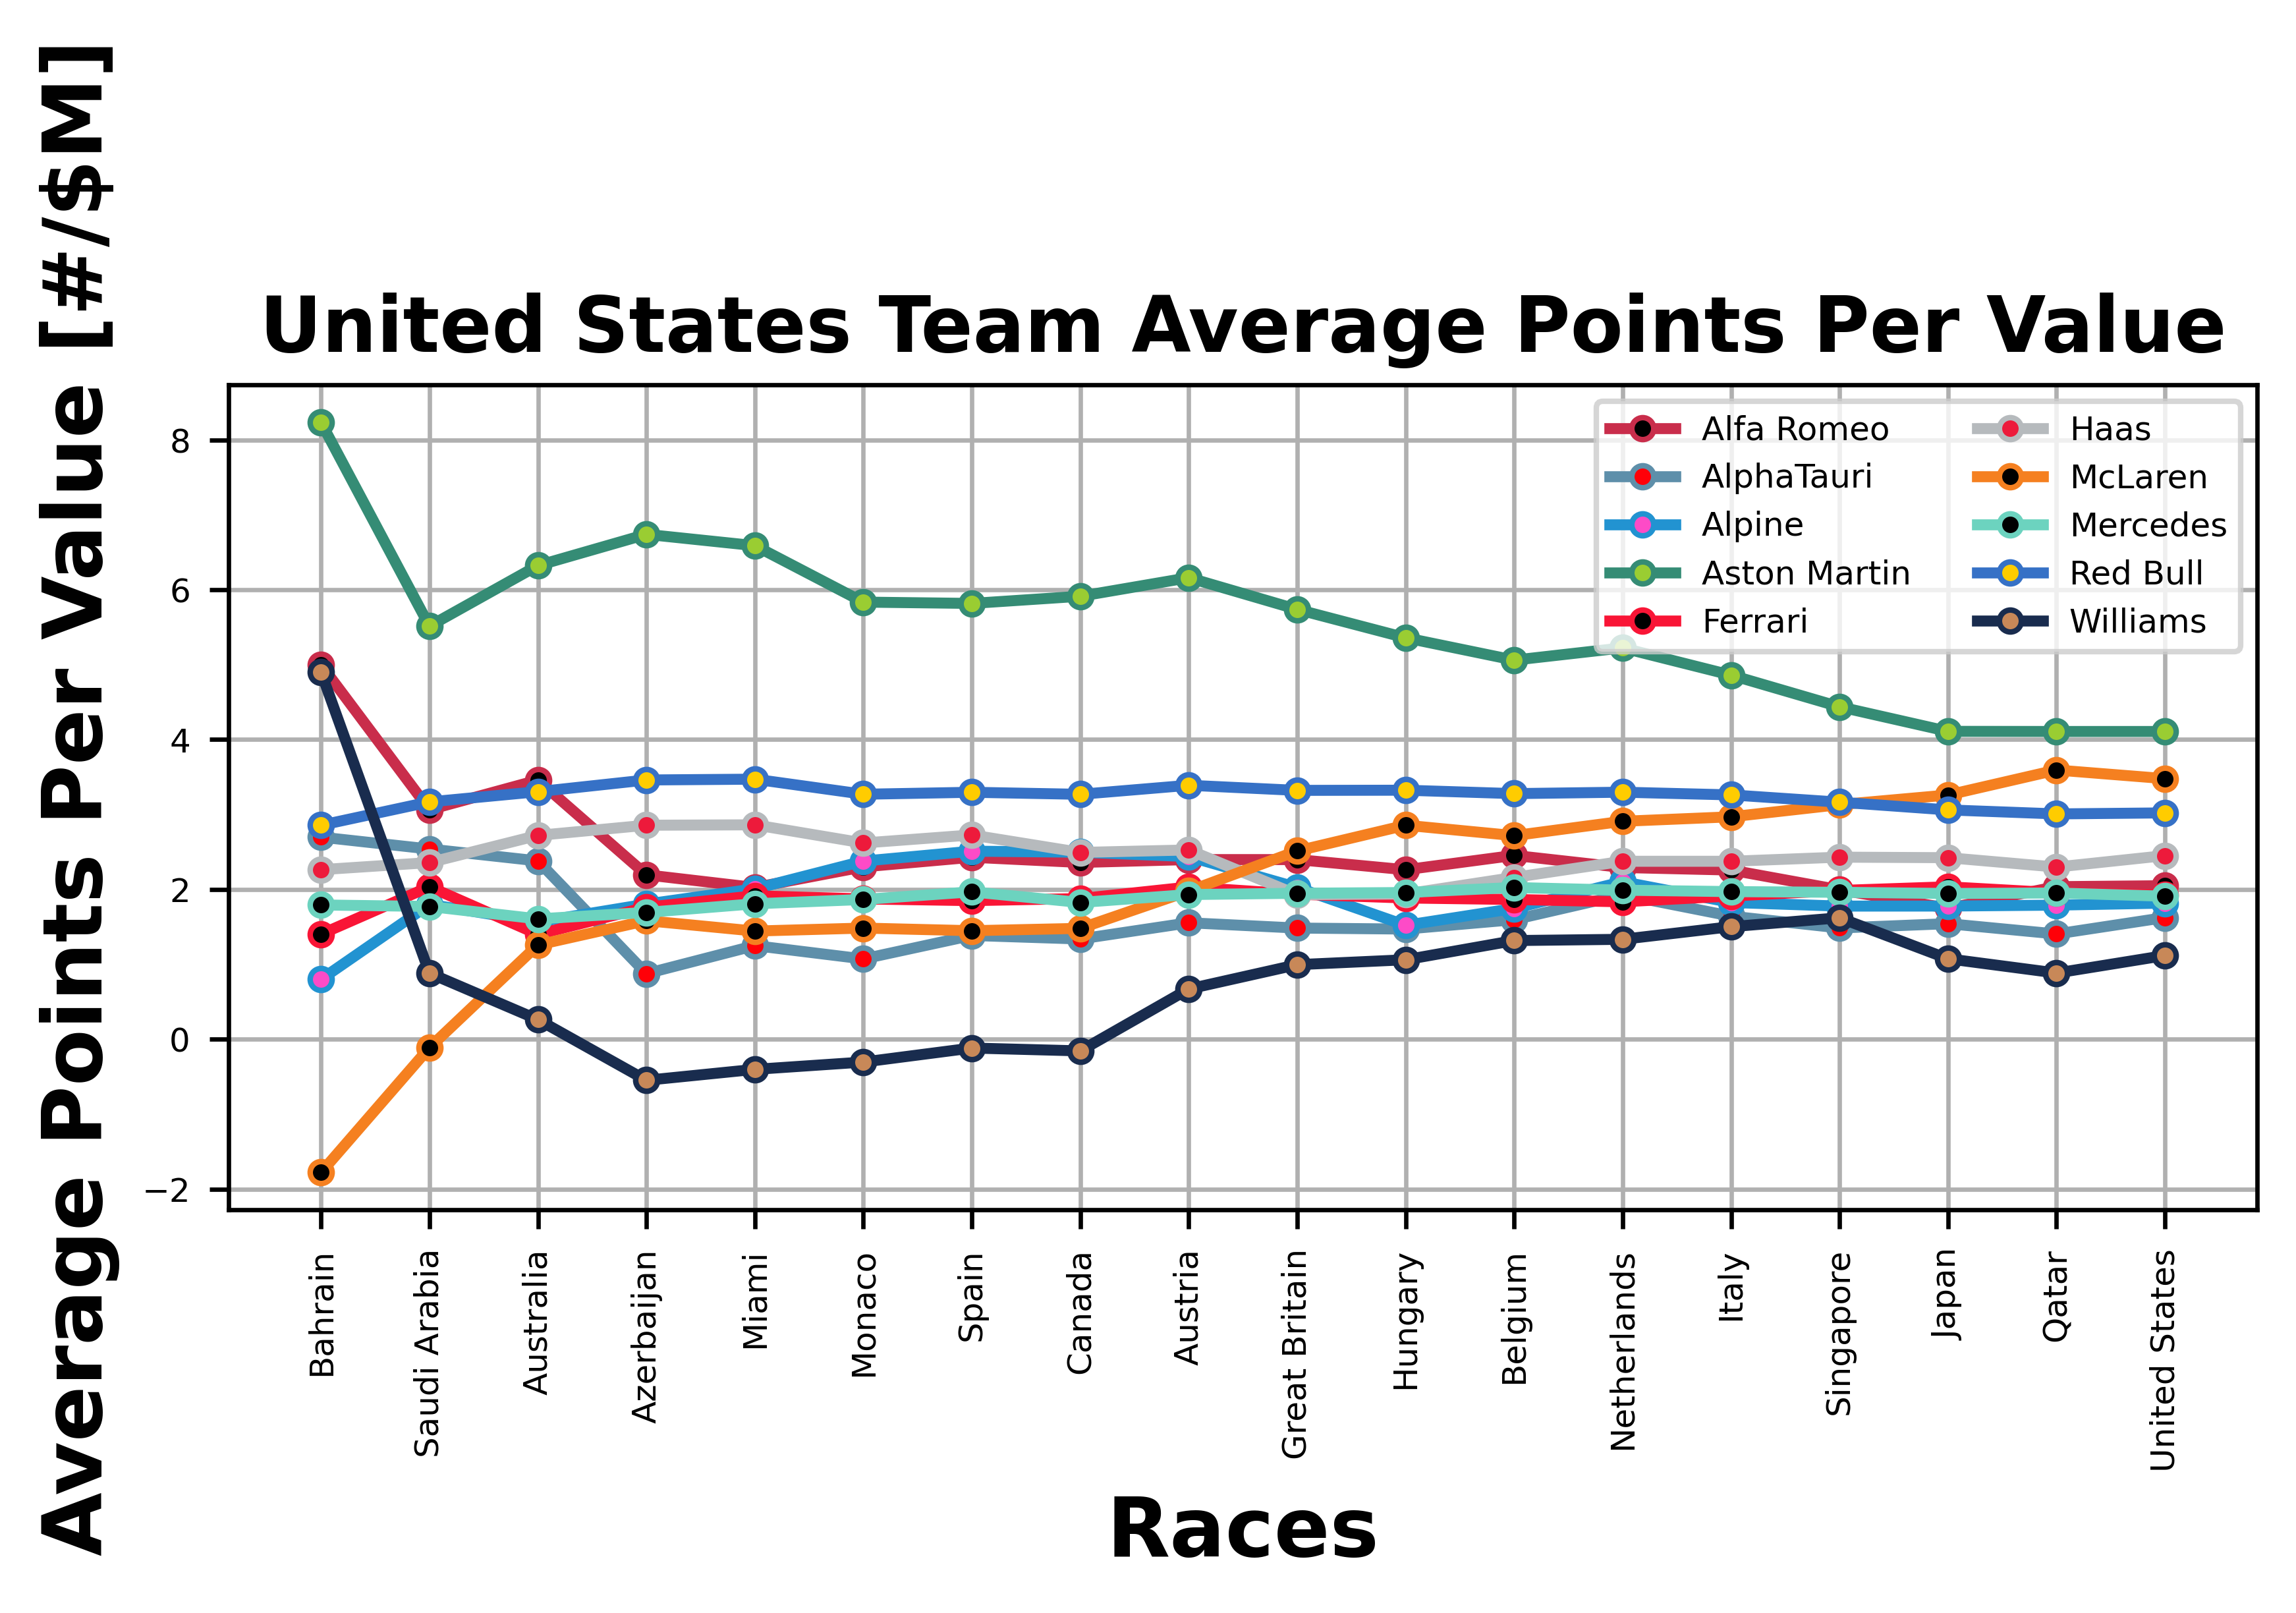 United States Team Average Points Per Value
Average Points Per Value [#/$M]
8
6
4
2
0
−2
Alfa Romeo
AlphaTauri
Alpine
Aston Martin
Ferrari
Haas
McLaren
Mercedes
Red Bull
Williams
Bahrain
Saudi Arabia
Australia
Azerbaijan
Miami
Monaco
Spain
Canada
Austria
Great Britain
Hungary
Belgium
Netherlands
Italy
Singapore
Japan
Qatar
United States
Races